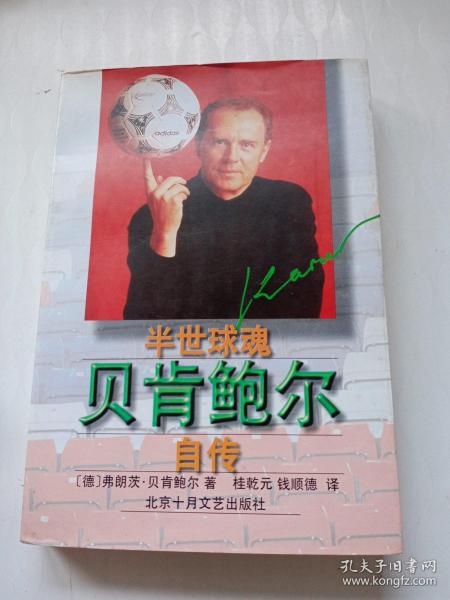 adidas
半世球魂
贝肯鲍尔
自传
〔德〕弗朗茨·贝肯鲍尔 著 桂乾元 钱顺德 译
北京十月文艺出版社
孔夫子旧书网
www.kongfz.com